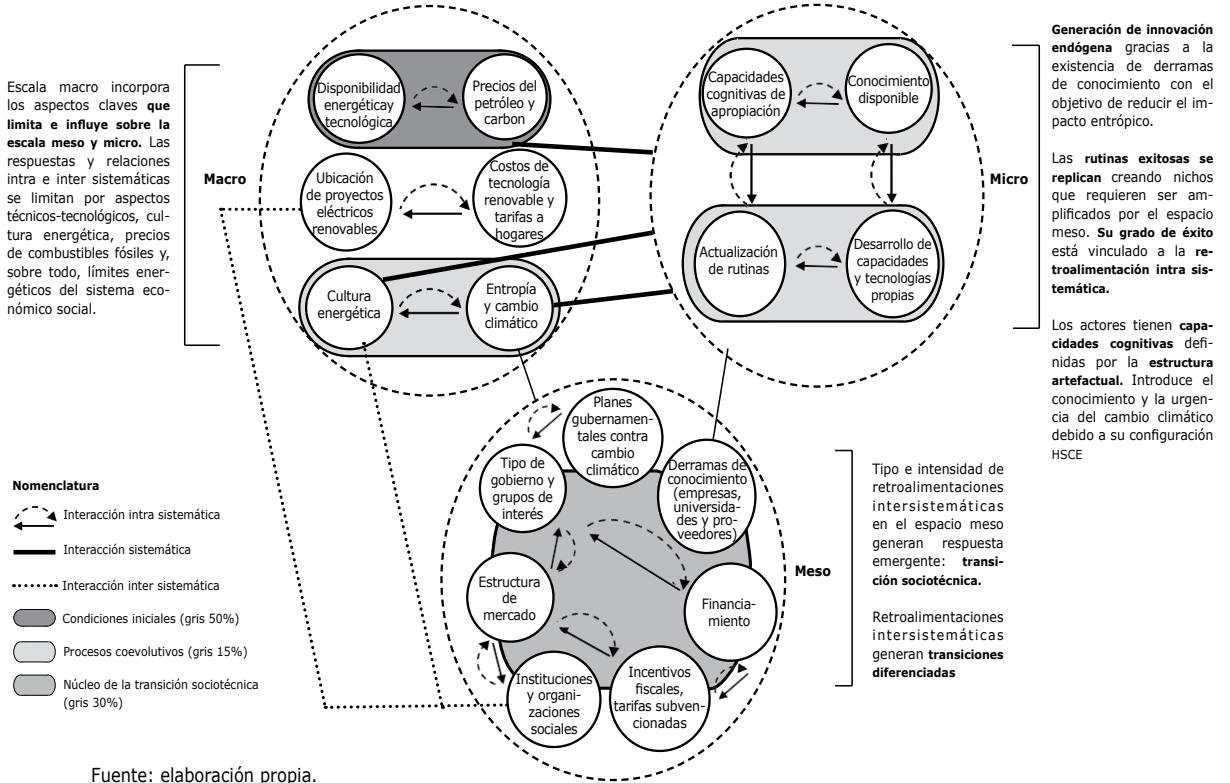 Escala macro incorpora
los aspectos claves que
limita e influye sobre la
escala meso y micro. Las
respuestas y relaciones
intra e inter sistemáticas
se limitan por aspectos
técnicos-tecnológicos, cul-
tura energética, precios
de combustibles fósiles y,
sobre todo, límites ener-
géticos del sistema eco-
nómico social.
Macro
Disponibilidad
energéticay
tecnológica
Precios del
petróleo y
carbon
Ubicación
de proyectos
eléctricos
renovables
Costos de
tecnología
renovable y
tarifas a
hogares
Cultura
energética
Entropía
y cambio
climático
Capacidades
cognitivas de
apropiación
Conocimiento
disponible
Actualización
de rutinas
Desarrollo de
capacidades
y tecnologías
propias
Micro
Generación de innovación
endógena gracias a la
existencia de derramas
de conocimiento con el
objetivo de reducir el im-
pacto entrópico.
Las rutinas exitosas se
replican creando nichos
que requieren ser am-
plificados por el espacio
meso. Su grado de éxito
está vinculado a la re-
troalimentación intra sis-
temática.
Los actores tienen capa-
cidades cognitivas defi-
nidas por la estructura
artefactual. Introduce el
conocimiento y la urgen-
cia del cambio climático
debido a su configuración
HSCE
Planes
gubernamen-
tales contra
cambio
climático
Tipo de
gobierno y
grupos de
interés
Derramas de
conocimiento
(empresas,
universida-
des y pro-
veedores)
Estructura
de
mercado
Financia-
miento
Instituciones
y organi-
zaciones
sociales
Incentivos
fiscales,
tarifas subven-
cionadas
Meso
Tipo e intensidad de
retroalimentaciones
intersistemáticas
en el espacio meso
generan respuesta
emergente: transi-
ción sociotécnica.
Retroalimentaciones
intersistemáticas
generan transiciones
diferenciadas
Nomenclatura
Interacción intra sistemática
Interacción sistemática
Interacción inter sistemática
Condiciones iniciales (gris 50%)
Procesos coevolutivos (gris 15%)
Núcleo de la transición sociotécnica
(gris 30%)
Fuente: elaboración propia.